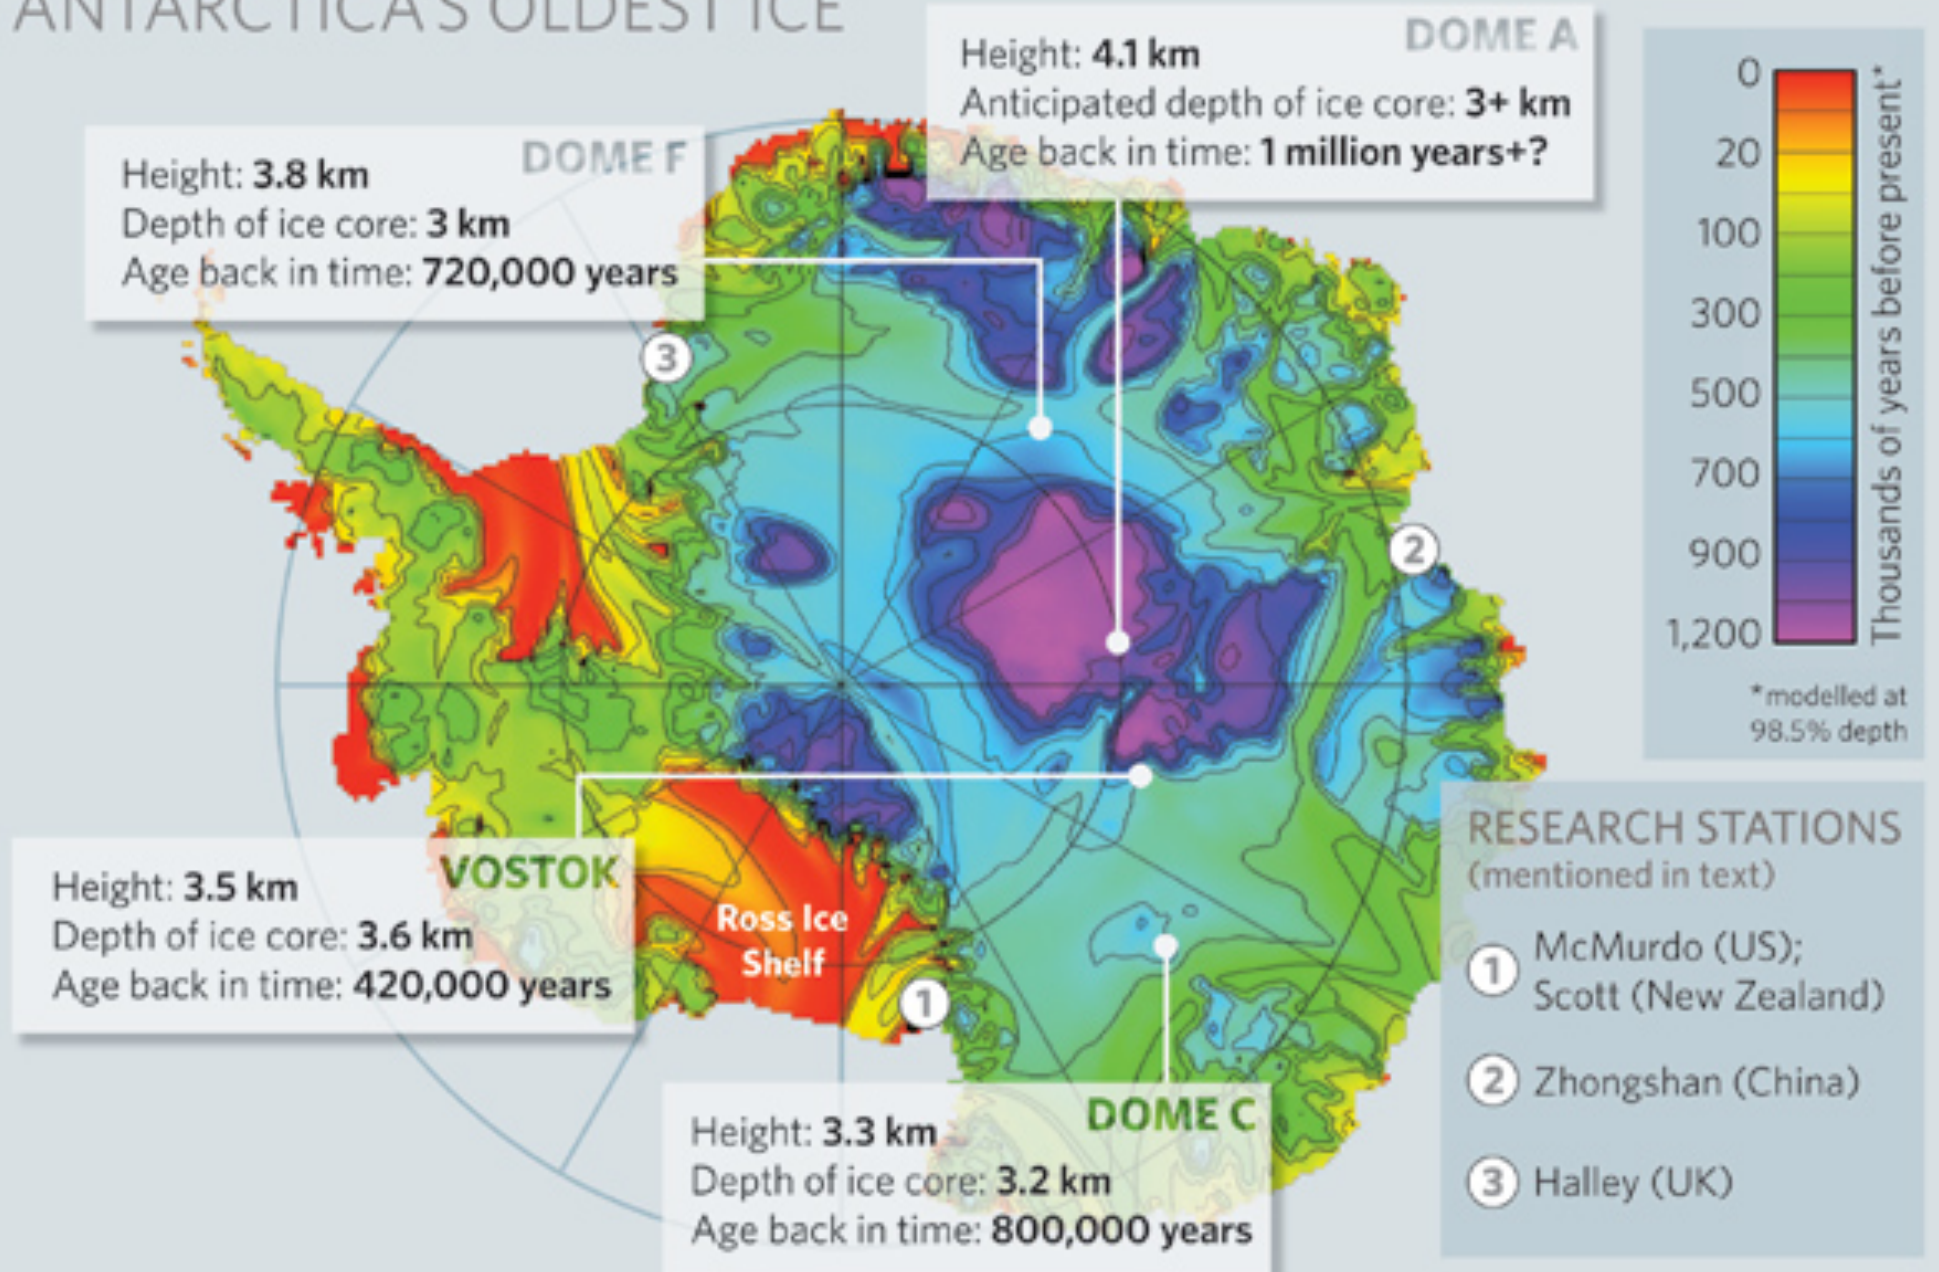 ANTARCTICA'S OLDEST ICE
DOME A
Height: 4.1 km
Anticipated depth of ice core: 3+ km
Age back in time: 1 million years+?
DOME F
Height: 3.8 km
Depth of ice core: 3 km
Age back in time: 720,000 years
0
20
100
300
500
700
900
1,200
Thousands of years before present*
*modelled at
98.5% depth
3
2
VOSTOK
Height: 3.5 km
Depth of ice core: 3.6 km
Age back in time: 420,000 years
Ross Ice
Shelf
1
DOME C
Height: 3.3 km
Depth of ice core: 3.2 km
Age back in time: 800,000 years
RESEARCH STATIONS
(mentioned in text)
1 McMurdo (US);
Scott (New Zealand)
2 Zhongshan (China)
3 Halley (UK)